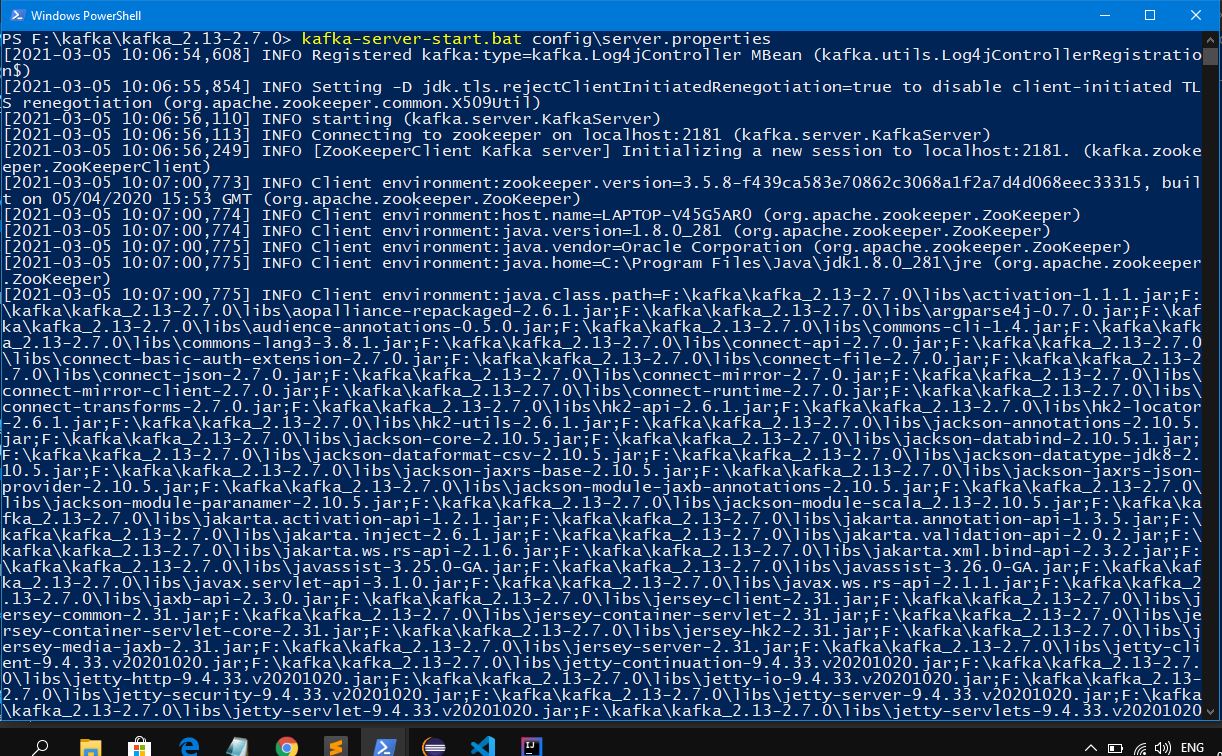 Windows PowerShell
PS F:\kafka\kafka_2.13-2.7.0> kafka-server-start.bat config\server.properties
[2021-03-05 10:06:54,608] INFO Registered kafka:type=kafka.Log4jController MBean (kafka.utils.Log4jControllerRegistratio
n$)
[2021-03-05 10:06:55,854] INFO Setting -D jdk.tls.rejectClientInitiatedRenegotiation=true to disable client-initiated TL
S renegotiation (org.apache.zookeeper.common.X509Util)
[2021-03-05 10:06:56,110] INFO starting (kafka.server.KafkaServer)
[2021-03-05 10:06:56,113] INFO Connecting to zookeeper on localhost:2181 (kafka.server.KafkaServer)
[2021-03-05 10:06:56,249] INFO [ZooKeeperClient Kafka server] Initializing a new session to localhost:2181. (kafka.zooke
eper.ZooKeeperClient)
[2021-03-05 10:07:00,773] INFO Client environment:zookeeper.version=3.5.8-f439ca583e70862c3068a1f2a7d4d068eec33315, buil
t on 05/04/2020 15:53 GMT (org.apache.zookeeper.ZooKeeper)
[2021-03-05 10:07:00,774] INFO Client environment:host.name=LAPTOP-V45G5AR0 (org.apache.zookeeper.ZooKeeper)
[2021-03-05 10:07:00,774] INFO Client environment:java.version=1.8.0_281 (org.apache.zookeeper.ZooKeeper)
[2021-03-05 10:07:00,775] INFO Client environment:java.vendor=Oracle Corporation (org.apache.zookeeper.ZooKeeper)
[2021-03-05 10:07:00,775] INFO Client environment:java.home=C:\Program Files\Java\jdk1.8.0_281\jre (org.apache.zookeeper
.ZooKeeper)
[2021-03-05 10:07:00,775] INFO Client environment:java.class.path=F:\kafka\kafka_2.13-2.7.0\libs\activation-1.1.1.jar;F:
\kafka\kafka_2.13-2.7.0\libs\aopalliance-repackaged-2.6.1.jar;F:\kafka\kafka_2.13-2.7.0\libs\argparse4j-0.7.0.jar;F:\kaf
ka\kafka_2.13-2.7.0\libs\audience-annotations-0.5.0.jar;F:\kafka\kafka_2.13-2.7.0\libs\commons-cli-1.4.jar;F:\kafka\kafk
a_2.13-2.7.0\libs\commons-lang3-3.8.1.jar;F:\kafka\kafka_2.13-2.7.0\libs\connect-api-2.7.0.jar;F:\kafka\kafka_2.13-2.7.0
\libs\connect-basic-auth-extension-2.7.0.jar;F:\kafka\kafka_2.13-2.7.0\libs\connect-file-2.7.0.jar;F:\kafka\kafka_2.13-2
.7.0\libs\connect-json-2.7.0.jar;F:\kafka\kafka_2.13-2.7.0\libs\connect-mirror-2.7.0.jar;F:\kafka\kafka_2.13-2.7.0\libs\
connect-mirror-client-2.7.0.jar;F:\kafka\kafka_2.13-2.7.0\libs\connect-runtime-2.7.0.jar;F:\kafka\kafka_2.13-2.7.0\libs\
connect-transforms-2.7.0.jar;F:\kafka\kafka_2.13-2.7.0\libs\hk2-api-2.6.1.jar;F:\kafka\kafka_2.13-2.7.0\libs\hk2-locator
-2.6.1.jar;F:\kafka\kafka_2.13-2.7.0\libs\hk2-utils-2.6.1.jar;F:\kafka\kafka_2.13-2.7.0\libs\jackson-annotations-2.10.5.
jar;F:\kafka\kafka_2.13-2.7.0\libs\jackson-core-2.10.5.jar;F:\kafka\kafka_2.13-2.7.0\libs\jackson-databind-2.10.5.1.jar;
F:\kafka\kafka_2.13-2.7.0\libs\jackson-dataformat-csv-2.10.5.jar;F:\kafka\kafka_2.13-2.7.0\libs\jackson-datatype-jdk8-2.
10.5.jar;F:\kafka\kafka_2.13-2.7.0\libs\jackson-jaxrs-base-2.10.5.jar;F:\kafka\kafka_2.13-2.7.0\libs\jackson-jaxrs-json-
provider-2.10.5.jar;F:\kafka\kafka_2.13-2.7.0\libs\jackson-module-jaxb-annotations-2.10.5.jar;F:\kafka\kafka_2.13-2.7.0\
libs\jackson-module-paranamer-2.10.5.jar;F:\kafka\kafka_2.13-2.7.0\libs\jackson-module-scala_2.13-2.10.5.jar;F:\kafka\ka
fka_2.13-2.7.0\libs\jakarta.activation-api-1.2.1.jar;F:\kafka\kafka_2.13-2.7.0\libs\jakarta.annotation-api-1.3.5.jar;F:\
kafka\kafka_2.13-2.7.0\libs\jakarta.inject-2.6.1.jar;F:\kafka\kafka_2.13-2.7.0\libs\jakarta.validation-api-2.0.2.jar;F:\
kafka\kafka_2.13-2.7.0\libs\jakarta.ws.rs-api-2.1.6.jar;F:\kafka\kafka_2.13-2.7.0\libs\jakarta.xml.bind-api-2.3.2.jar;F:
\kafka\kafka_2.13-2.7.0\libs\javassist-3.25.0-GA.jar;F:\kafka\kafka_2.13-2.7.0\libs\javassist-3.26.0-GA.jar;F:\kafka\kaf
ka_2.13-2.7.0\libs\javax.servlet-api-3.1.0.jar;F:\kafka\kafka_2.13-2.7.0\libs\javax.ws.rs-api-2.1.1.jar;F:\kafka\kafka_2
.13-2.7.0\libs\jaxb-api-2.3.0.jar;F:\kafka\kafka_2.13-2.7.0\libs\jersey-client-2.31.jar;F:\kafka\kafka_2.13-2.7.0\libs\j
ersey-common-2.31.jar;F:\kafka\kafka_2.13-2.7.0\libs\jersey-container-servlet-2.31.jar;F:\kafka\kafka_2.13-2.7.0\libs\je
rsey-container-servlet-core-2.31.jar;F:\kafka\kafka_2.13-2.7.0\libs\jersey-hk2-2.31.jar;F:\kafka\kafka_2.13-2.7.0\libs\j
ersey-media-jaxb-2.31.jar;F:\kafka\kafka_2.13-2.7.0\libs\jersey-server-2.31.jar;F:\kafka\kafka_2.13-2.7.0\libs\jetty-cli
ent-9.4.33.v20201020.jar;F:\kafka\kafka_2.13-2.7.0\libs\jetty-continuation-9.4.33.v20201020.jar;F:\kafka\kafka_2.13-2.7.
0\libs\jetty-http-9.4.33.v20201020.jar;F:\kafka\kafka_2.13-2.7.0\libs\jetty-io-9.4.33.v20201020.jar;F:\kafka\kafka_2.13-
2.7.0\libs\jetty-security-9.4.33.v20201020.jar;F:\kafka\kafka_2.13-2.7.0\libs\jetty-server-9.4.33.v20201020.jar;F:\kafka
\kafka_2.13-2.7.0\libs\jetty-servlet-9.4.33.v20201020.jar;F:\kafka\kafka_2.13-2.7.0\libs\jetty-servlets-9.4.33.v20201020
ENG